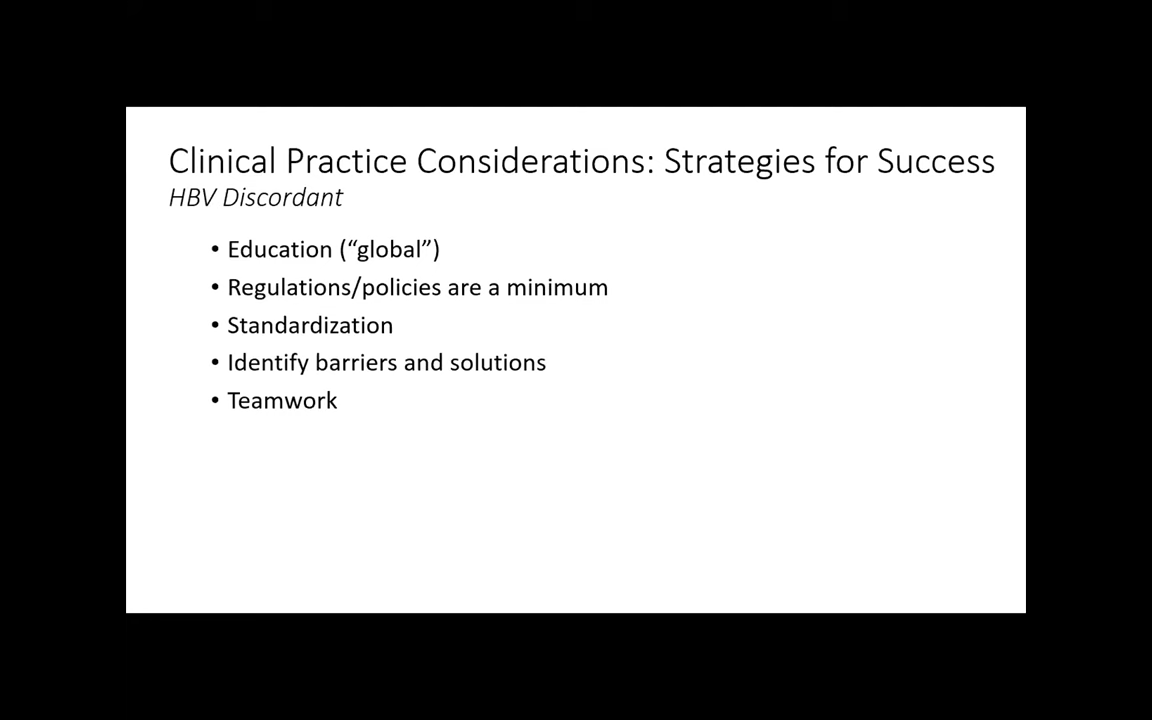 Clinical Practice Considerations: Strategies for Success
HBV Discordant
• Education (“global”)
• Regulations/policies are a minimum
• Standardization
• Identify barriers and solutions
• Teamwork